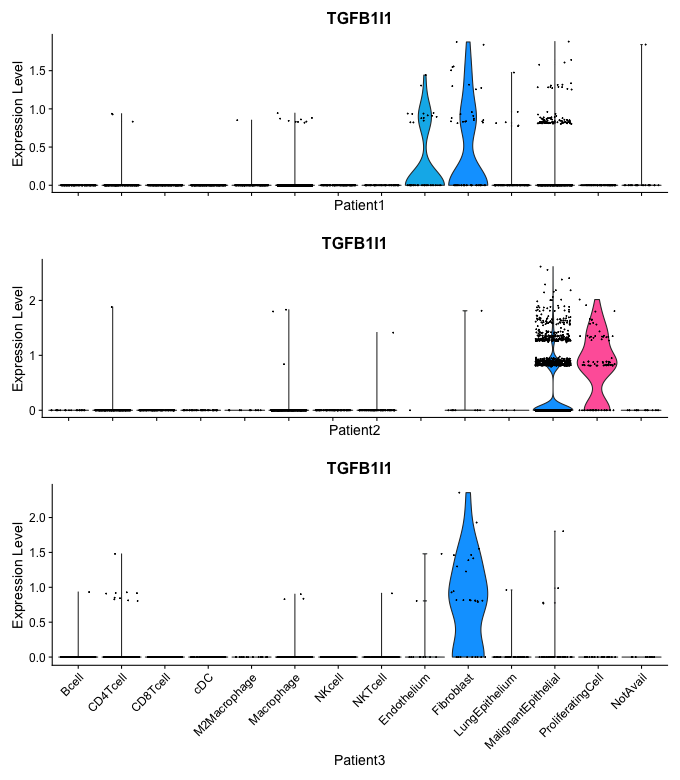 TGFB1I1
Expression Level
1.5
1.0
0.5
0.0
Patient1
TGFB1I1
Expression Level
2
1
0
Patient2
TGFB1I1
Expression Level
2.0
1.5
1.0
0.5
0.0
Bcell
CD4Tcell
CD8Tcell
cDC
M2Macrophage
Macrophage
NKcell
NKTcell
Endothelium
Fibroblast
LungEpithelium
MalignantEpithelial
ProliferatingCell
NotAvail
Patient3